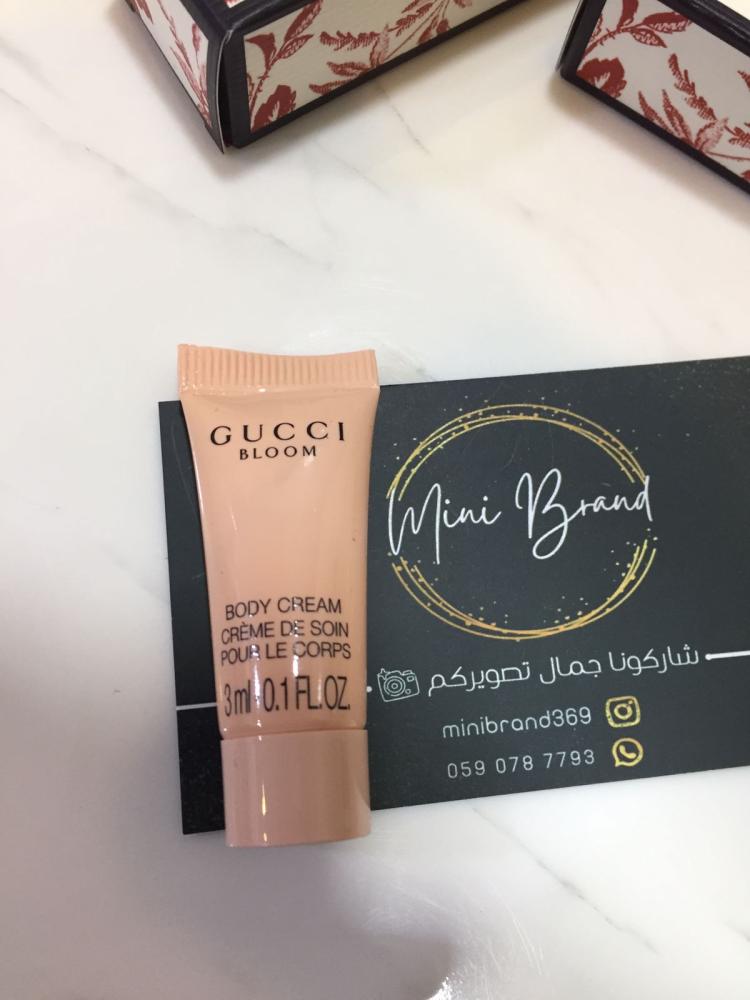 GUCCI
BLOOM
BODY CREAM
CRÈME DE SOIN
POUR LE CORPS
3 ml 0.1 FL.OZ.
Mini Brand
شاركونا جمال تصويركم
minibrand369
059 078 7793